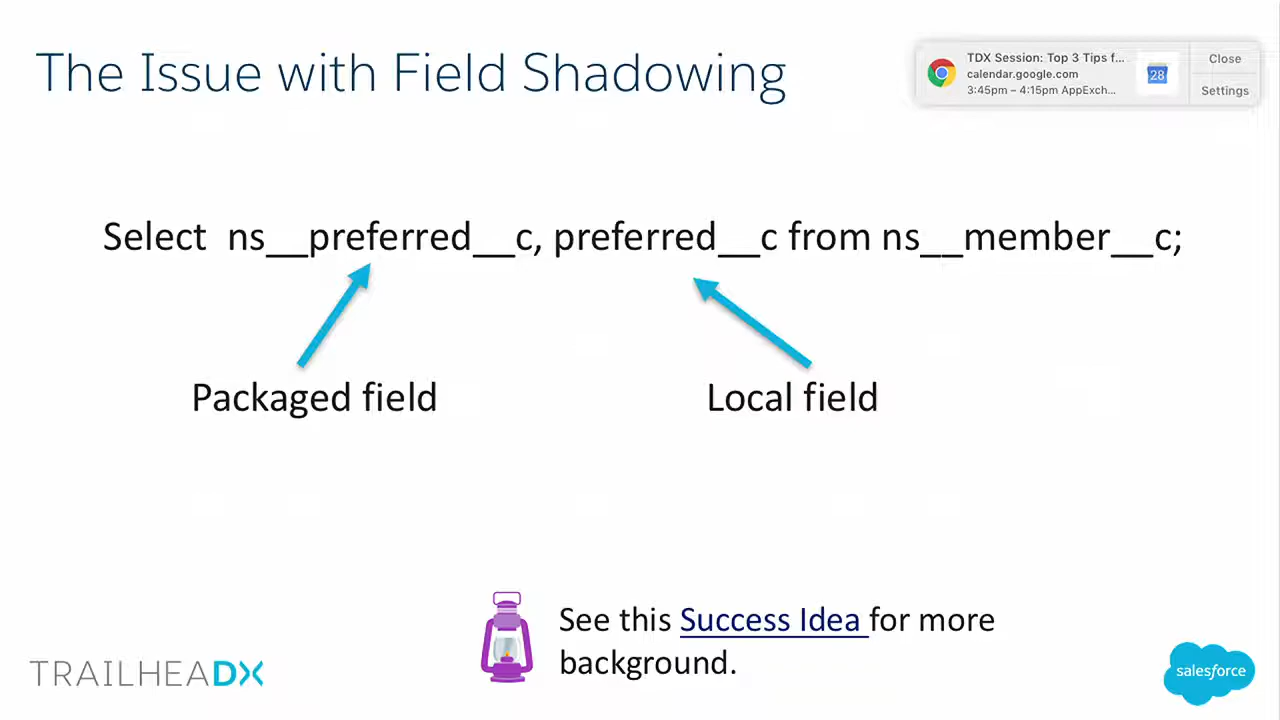 The Issue with Field Shadowing
TDX Session: Top 3 Tips f...
calendar.google.com
3:45pm – 4:15pm AppExch...
28
Close
Settings
Select ns__preferred__c, preferred__c from ns__member__c;
Packaged field
Local field
See this Success Idea for more
background.
TRAILHEADX
salesforce